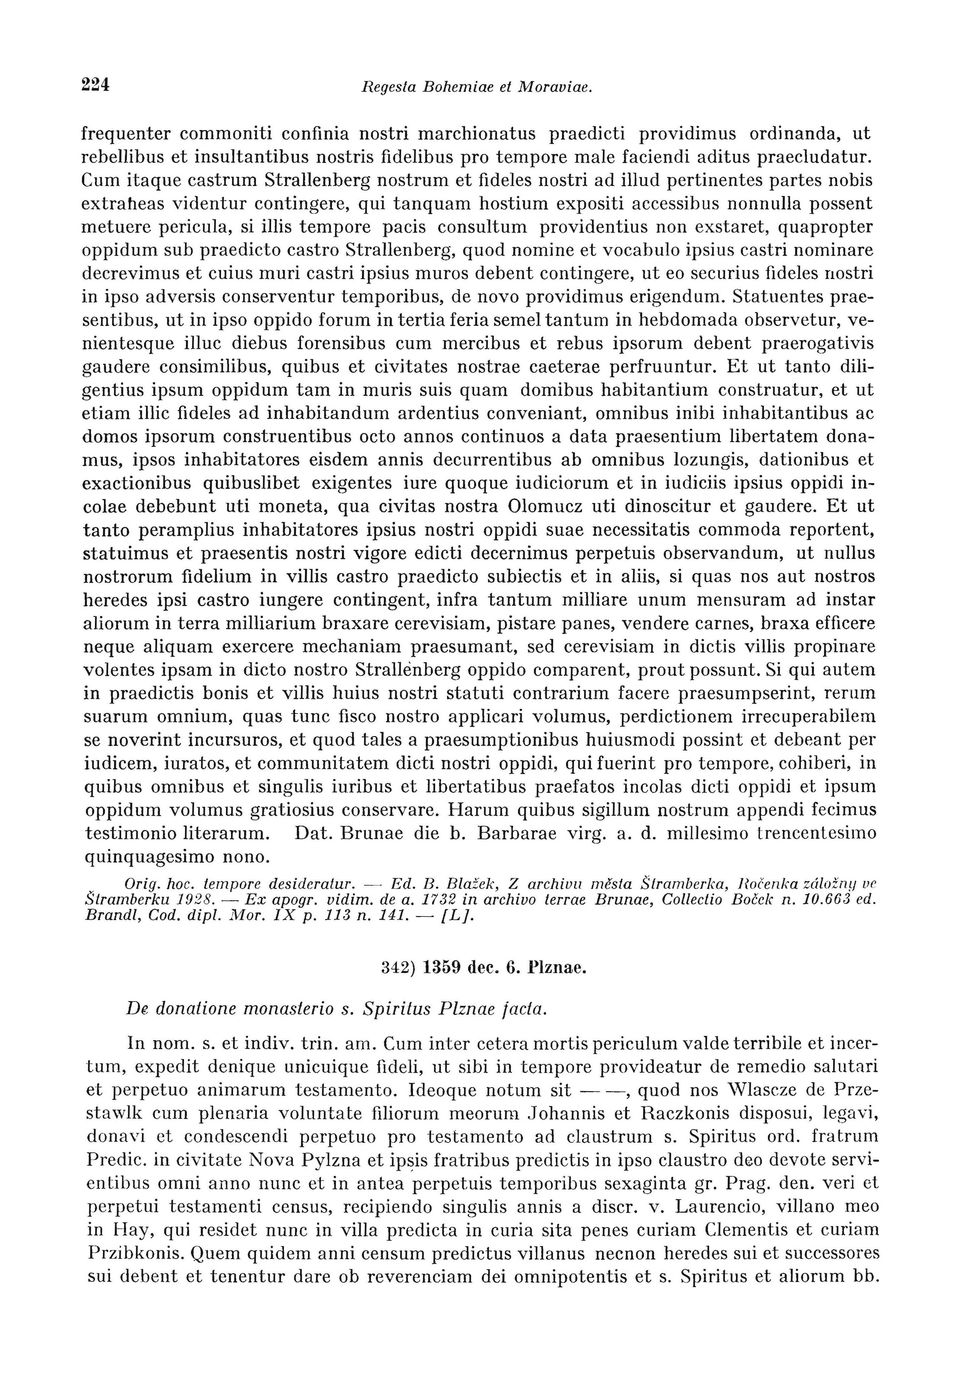 224
Regesta Bohemiae et Moraviae.
frequenter commoniti confinia nostri marchionatus praedicti providimus ordinanda, ut
rebellibus et insultantibus nostris fidelibus pro tempore male faciendi aditus praecludatur.
Cum itaque castrum Strallenberg nostrum et fideles nostri ad illud pertinentes partes nobis
extraneas videntur contingere, qui tanquam hostium expositi accessibus nonnulla possent
metuere pericula, si illis tempore pacis consultum providentius non exstaret, quapropter
oppidum sub praedicto castro Strallenberg, quod nomine et vocabulo ipsius castri nominare
decrevimus et cuius muri castri ipsius muros debent contingere, ut eo securius fideles nostri
in ipso adversis conserventur temporibus, de novo providimus erigendum. Statuentes prae-
sentibus, ut in ipso oppido forum in tertia feria semel tantum in hebdomada observetur, ve-
nientesque illuc diebus forensibus cum mercibus et rebus ipsorum debent praerogativis
gaudere consimilibus, quibus et civitates nostrae caeterae perfruuntur. Et ut tanto dili-
gentius ipsum oppidum tam in muris suis quam domibus habitantium construatur, et ut
etiam illic fideles ad inhabitandum ardentius conveniant, omnibus inibi inhabitantibus ac
domos ipsorum construentibus octo annos continuos a data praesentium libertatem dona-
mus, ipsos inhabitatores eisdem annis decurrentibus ab omnibus lozungis, dationibus et
exactionibus quibuslibet exigentes iure quoque iudiciorum et in iudiciis ipsius oppidi in-
colae debebunt uti moneta, qua civitas nostra Olomucz uti dinoscitur et gaudere. Et ut
tanto peramplius inhabitatores ipsius nostri oppidi suae necessitatis commoda reportent,
statuimus et praesentis nostri vigore edicti decernimus perpetuis observandum, ut nullus
nostrorum fidelium in villis castro praedicto subiectis et in aliis, si quas nos aut nostros
heredes ipsi castro iungere contingent, infra tantum milliare unum mensuram ad instar
aliorum in terra milliarium braxare cerevisiam, pistare panes, vendere carnes, braxa efficere
neque aliquam exercere mechaniam praesumant, sed cerevisiam in dictis villis propinare
volentes ipsam in dicto nostro Strallenberg oppido comparent, prout possunt. Si qui autem
in praedictis bonis et villis huius nostri statuti contrarium facere praesumpserint, rerum
suarum omnium, quas tunc fisco nostro applicari volumus, perdictionem irrecuperabilem
se noverint incursuros, et quod tales a praesumptionibus huiusmodi possint et debeant per
iudicem, iuratos, et communitatem dicti nostri oppidi, qui fuerint pro tempore, cohiberi, in
quibus omnibus et singulis iuribus et libertatibus praefatos incolas dicti oppidi et ipsum
oppidum volumus gratiosius conservare. Harum quibus sigillum nostrum appendi fecimus
testimonio literarum. Dat. Brunae die b. Barbarae virg. a. d. millesimo trencentesimo
quinquagesimo nono.
Orig. hoc. tempore desideratur. — Ed. B. Blažek, Z archivu města Štramberka, Ročenka záložny ve
Štramberku 1928. — Ex apogr. vidim. de a. 1732 in archivo terrae Brunae, Collectio Boček n. 10.663 ed.
Brandl, Cod. dipl. Mor. IX p. 113 n. 141. — [L].
342) 1359 dec. 6. Plznae.
De donatione monasterio s. Spiritus Plznae facta.
In nom. s. et indiv. trin. am. Cum inter cetera mortis periculum valde terribile et incer-
tum, expedit denique unicuique fideli, ut sibi in tempore provideatur de remedio salutari
et perpetuo animarum testamento. Ideoque notum sit — —, quod nos Wlascze de Prze-
stawlk cum plenaria voluntate filiorum meorum Johannis et Raczkonis disposui, legavi,
donavi et condescendi perpetuo pro testamento ad claustrum s. Spiritus ord. fratrum
Predic. in civitate Nova Pylzna et ipsis fratribus predictis in ipso claustro deo devote servi-
entibus omni anno nunc et in antea perpetuis temporibus sexaginta gr. Prag. den. veri et
perpetui testamenti census, recipiendo singulis annis a discr. v. Laurencio, villano meo
in Hay, qui residet nunc in villa predicta in curia sita penes curiam Clementis et curiam
Przibkonis. Quem quidem anni censum predictus villanus necnon heredes sui et successores
sui debent et tenentur dare ob reverenciam dei omnipotentis et s. Spiritus et aliorum bb.